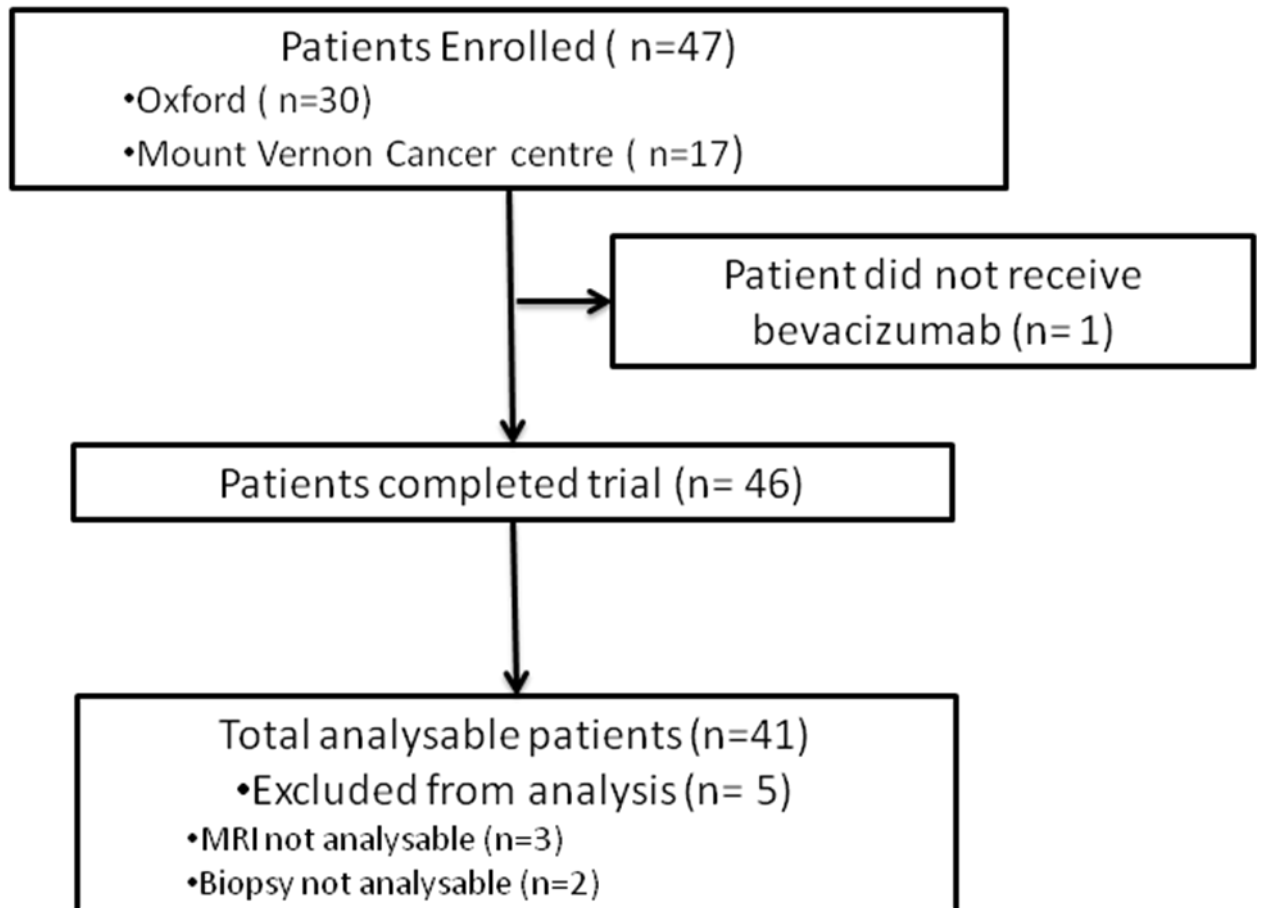 Patients Enrolled ( n=47)
•Oxford ( n=30)
•Mount Vernon Cancer centre ( n=17)
Patient did not receive
bevacizumab (n= 1)
Patients completed trial (n= 46)
Total analysable patients (n=41)
•Excluded from analysis (n= 5)
•MRI not analysable (n=3)
•Biopsy not analysable (n=2)